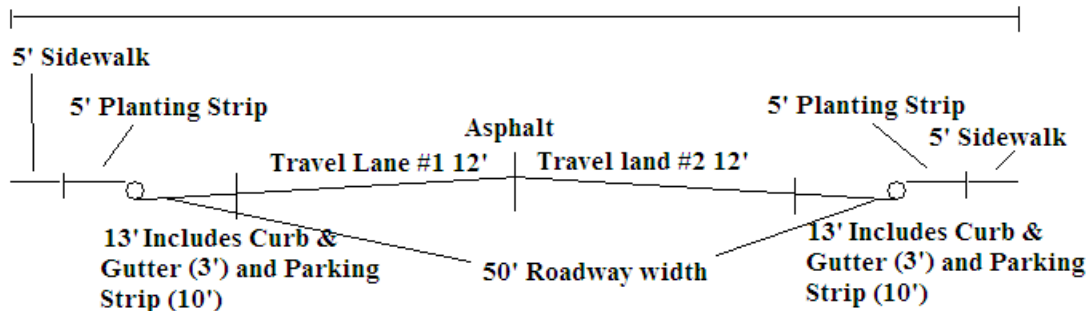 5' Sidewalk
5' Planting Strip
Asphalt
5' Planting Strip
5' Sidewalk
Travel Lane #1 12'
Travel land #2 12'
13' Includes Curb &
Gutter (3') and Parking
Strip (10')
50' Roadway width
13' Includes Curb &
Gutter (3') and Parking
Strip (10')